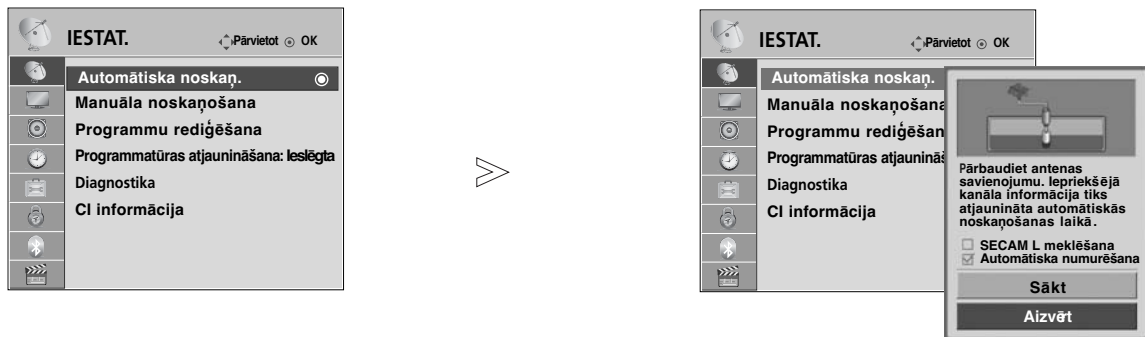 IESTAT.
Pārvietot OK
Automātiska noskaņ.
Manuāla noskaņošana
Programmu rediģēšana
Programmatūras atjaunināšana: Ieslēgta
Diagnostika
CI informācija
IESTAT.
Pārvietot OK
Automātiska noskaņ.
Manuāla noskaņošana
Programmu rediģēšan
Programmatūras atjaunināš
Diagnostika
CI informācija
Pārbaudiet antenas
savienojumu. Iepriekšējā
kanāla informācija tiks
atjaunināta automātiskās
noskaņošanas laikā.
SECAM L meklēšana
Automātiska numurēšana
Sākt
Aizvērt